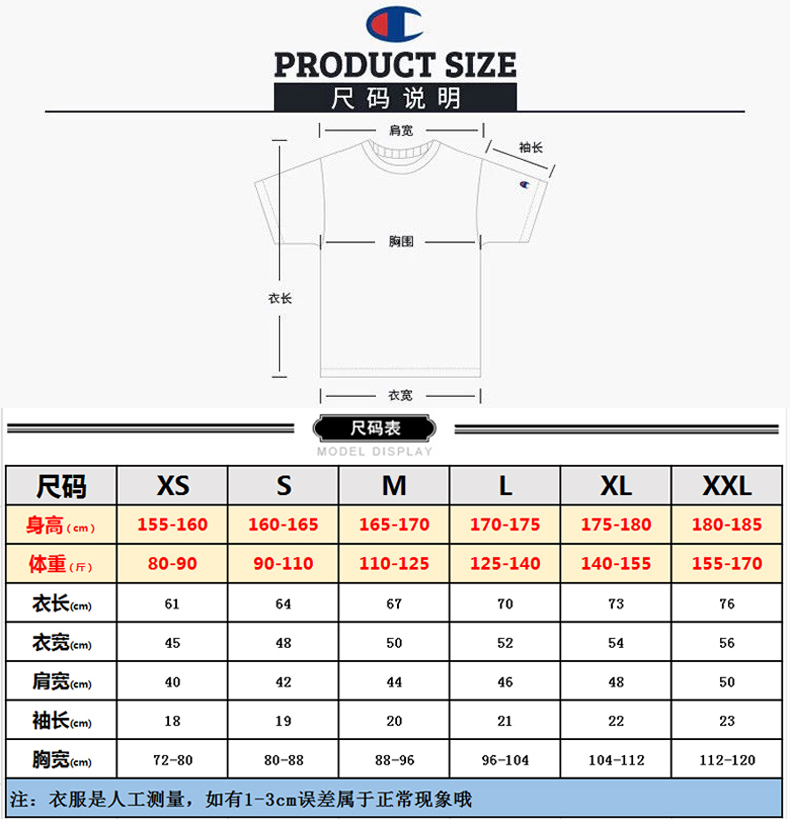 PRODUCT SIZE
尺码说明
肩宽
袖长
胸围
衣长
衣宽
尺码表
MODEL DISPLAY
尺码 XS S M L XL XXL
身高(cm) 155-160 160-165 165-170 170-175 175-180 180-185
体重(斤) 80-90 90-110 110-125 125-140 140-155 155-170
衣长(cm) 61 64 67 70 73 76
衣宽(cm) 45 48 50 52 54 56
肩宽(cm) 40 42 44 46 48 50
袖长(cm) 18 19 20 21 22 23
胸宽(cm) 72-80 80-88 88-96 96-104 104-112 112-120
注：衣服是人工测量，如有1-3cm误差属于正常现象哦